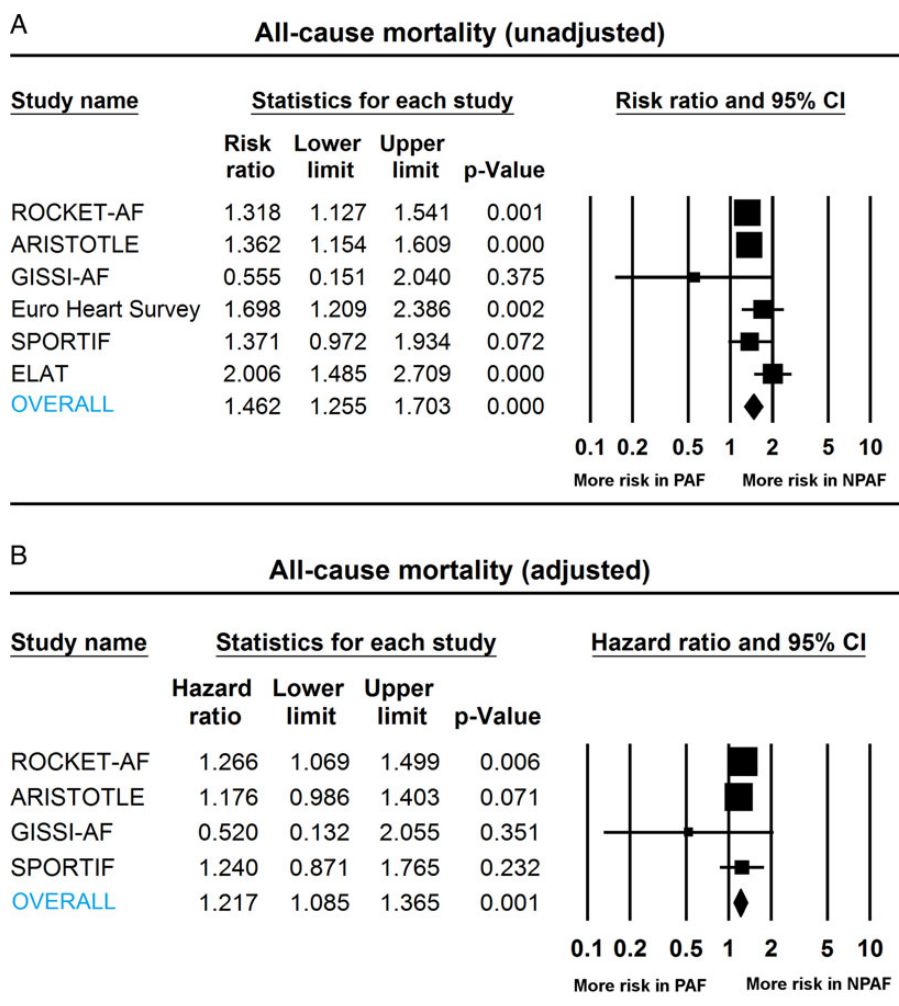 A
All-cause mortality (unadjusted)
Study name Statistics for each study Risk ratio and 95% CI
Risk Lower Upper
ratio limit limit p-Value
ROCKET-AF 1.318 1.127 1.541 0.001
ARISTOTLE 1.362 1.154 1.609 0.000
GISSI-AF 0.555 0.151 2.040 0.375
Euro Heart Survey 1.698 1.209 2.386 0.002
SPORTIF 1.371 0.972 1.934 0.072
ELAT 2.006 1.485 2.709 0.000
OVERALL 1.462 1.255 1.703 0.000
0.1 0.2 0.5 1 2 5 10
More risk in PAF More risk in NPAF
B
All-cause mortality (adjusted)
Study name Statistics for each study Hazard ratio and 95% CI
Hazard Lower Upper
ratio limit limit p-Value
ROCKET-AF 1.266 1.069 1.499 0.006
ARISTOTLE 1.176 0.986 1.403 0.071
GISSI-AF 0.520 0.132 2.055 0.351
SPORTIF 1.240 0.871 1.765 0.232
OVERALL 1.217 1.085 1.365 0.001
0.1 0.2 0.5 1 2 5 10
More risk in PAF More risk in NPAF